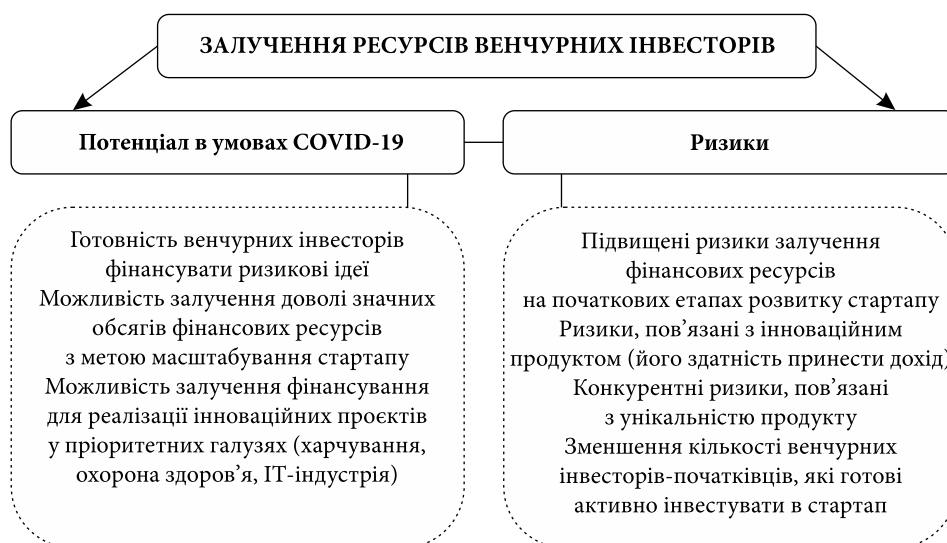 ЗАЛУЧЕННЯ РЕСУРСІВ ВЕНЧУРНИХ ІНВЕСТОРІВ
Потенціал в умовах COVID-19
Готовність венчурних інвесторів
фінансувати ризикові ідеї
Можливість залучення доволі значних
обсягів фінансових ресурсів
з метою масштабування стартапу
Можливість залучення фінансування
для реалізації інноваційних проєктів
у пріоритетних галузях (харчування,
охорона здоров’я, ІТ-індустрія)
Ризики
Підвищені ризики залучення
фінансових ресурсів
на початкових етапах розвитку стартапу
Ризики, пов’язані з інноваційним
продуктом (його здатність принести дохід)
Конкурентні ризики, пов’язані
з унікальністю продукту
Зменшення кількості венчурних
інвесторів-початківців, які готові
активно інвестувати в стартап